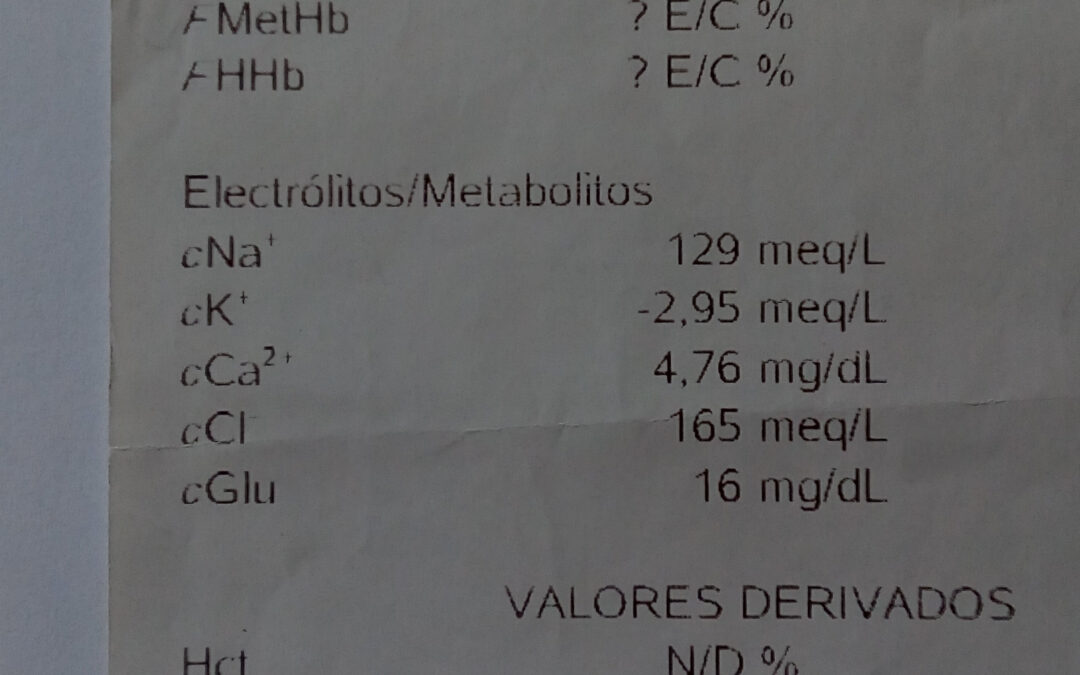 FMetHb ? E/C %
FHHb ? E/C %
Electrólitos/Metabolitos
cNa⁺ 129 meq/L
cK⁺ -2,95 meq/L
cCa²⁺ 4,76 mg/dL
cCl⁻ 165 meq/L
cGlu 16 mg/dL
VALORES DERIVADOS
Hct N/D %